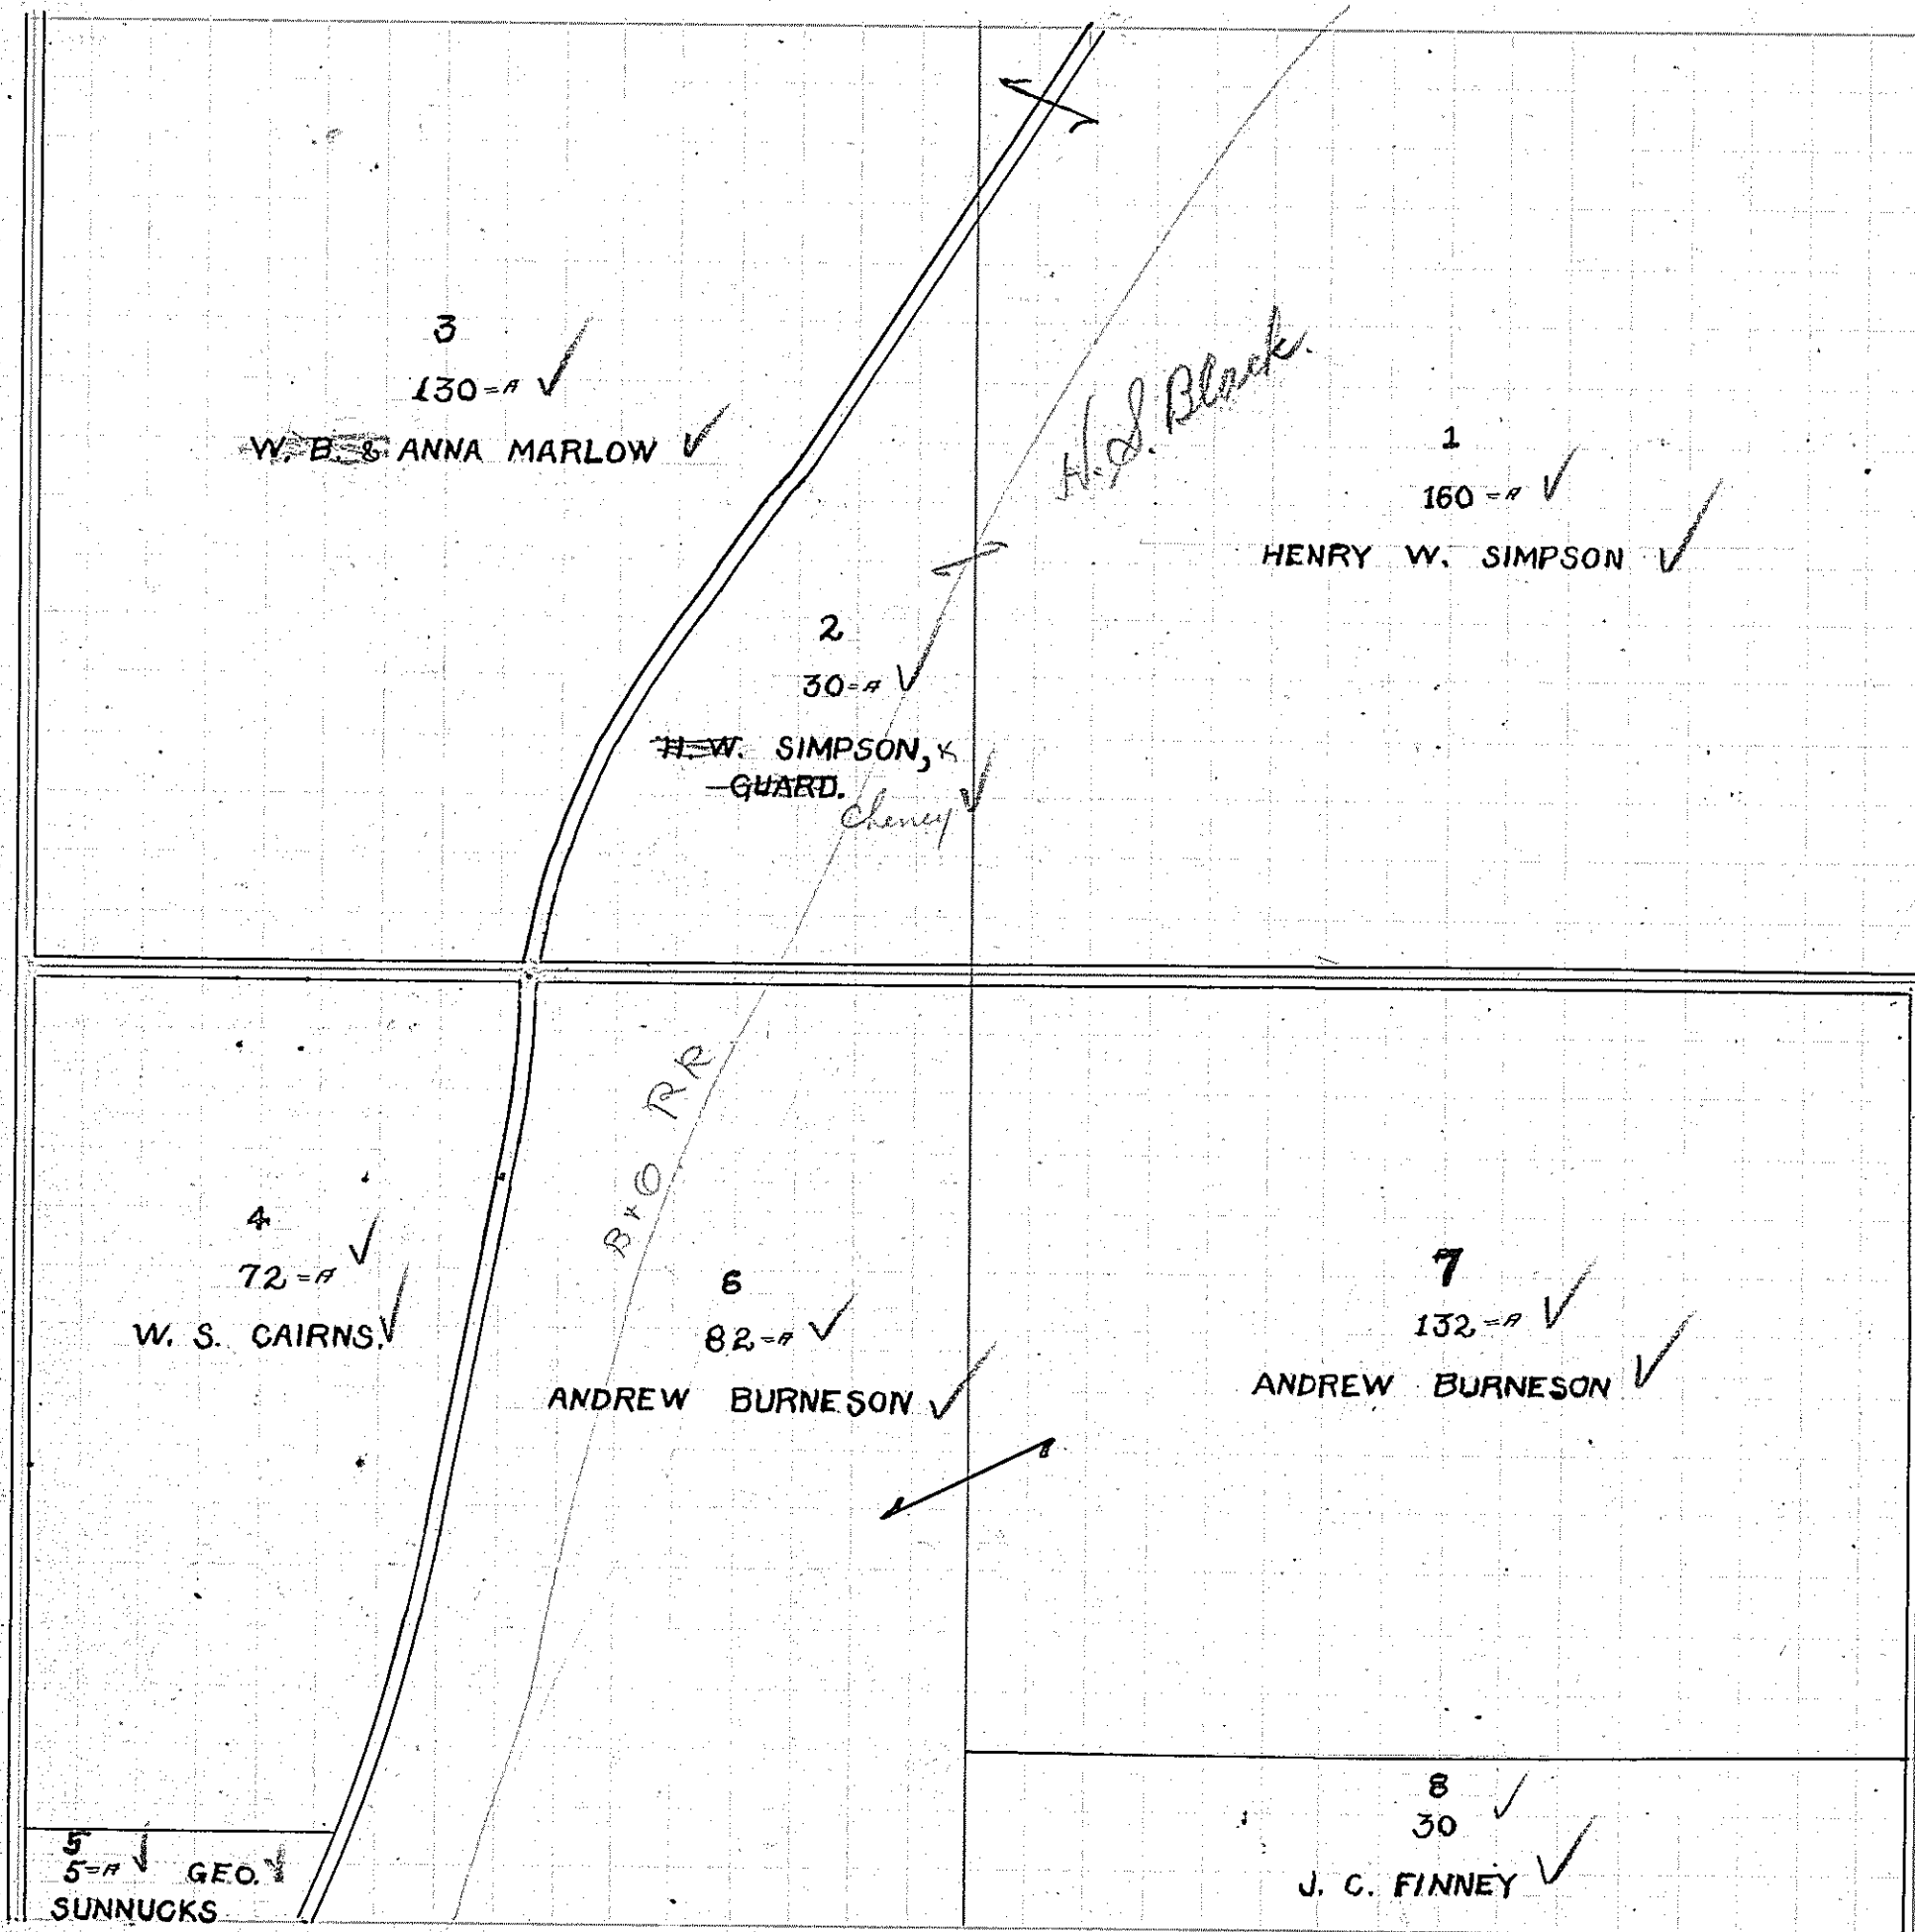 3
130=A ✓
W. B. & ANNA MARLOW ✓
H. S. Black.
1
160=A ✓
HENRY W. SIMPSON ✓
2
30=A ✓
H. W. SIMPSON,
GUARD.
Cheney ✓
B & O RR
4
72=A ✓
W. S. CAIRNS. ✓
6
82=A ✓
ANDREW BURNESON ✓
7
132=A ✓
ANDREW BURNESON ✓
5
5=A ✓ GEO. ✓
SUNNUCKS
8 ✓
30
J. C. FINNEY ✓